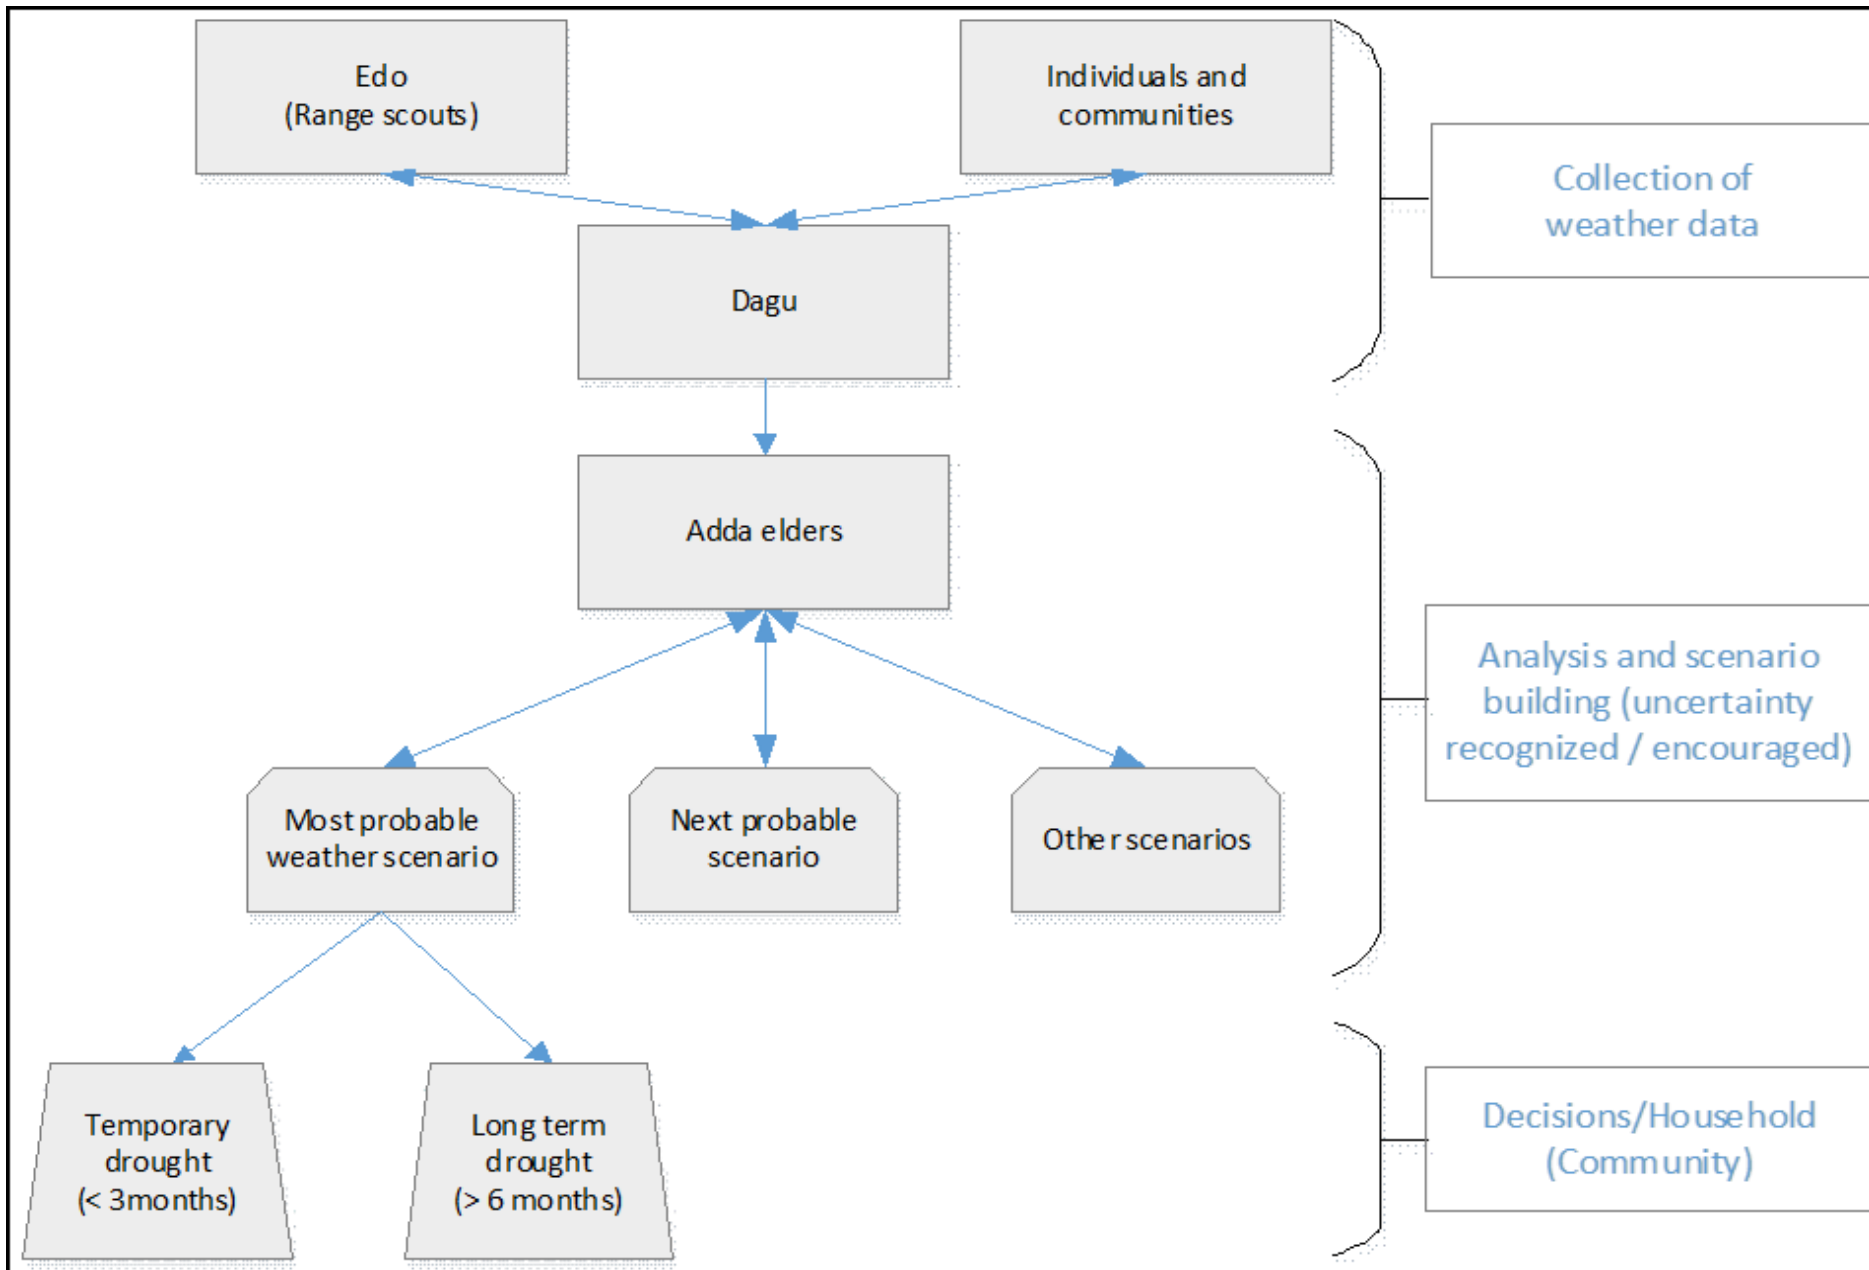 Edo
(Range scouts)
Individuals and
communities
Collection of
weather data
Dagu
Adda elders
Analysis and scenario
building (uncertainty
recognized / encouraged)
Most probable
weather scenario
Next probable
scenario
Other scenarios
Temporary
drought
(< 3months)
Long term
drought
(> 6 months)
Decisions/Household
(Community)